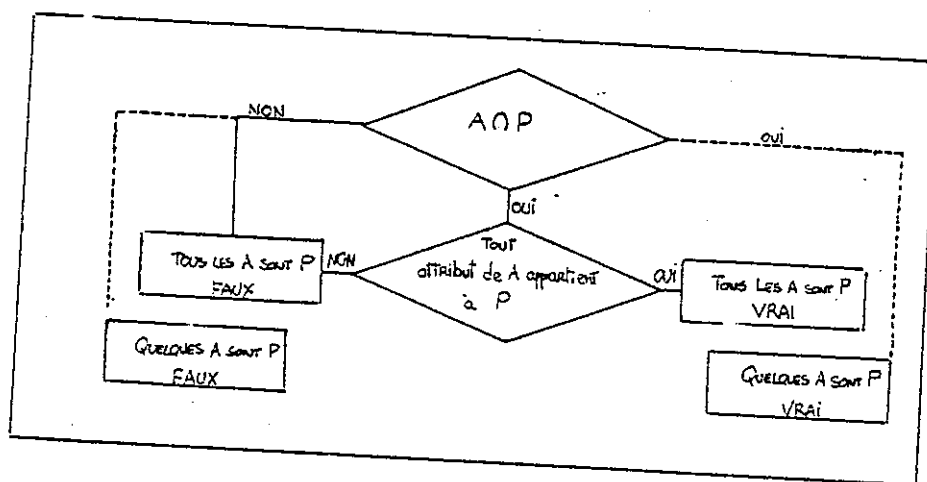 A∩P
NON
OUI
OUI
TOUT
attribut de A appartient
à P
NON
OUI
TOUS LES A SONT P
FAUX
TOUS LES A SONT P
VRAI
QUELQUES A SONT P
FAUX
QUELQUES A SONT P
VRAI